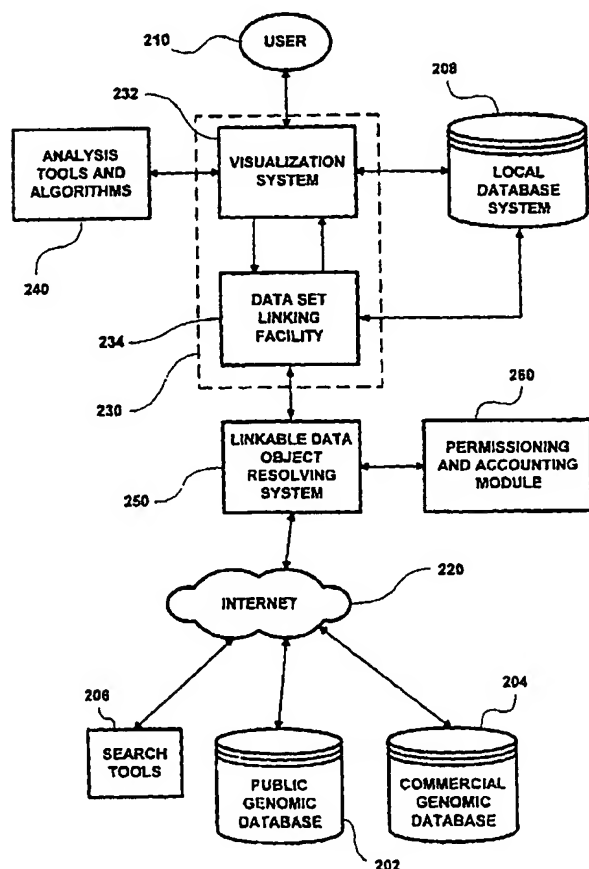 210
USER
232
208
ANALYSIS
TOOLS AND
ALGORITHMS
VISUALIZATION
SYSTEM
LOCAL
DATABASE
SYSTEM
240
234
DATA SET
LINKING
FACILITY
230
260
LINKABLE DATA
OBJECT
RESOLVING
SYSTEM
PERMISSIONING
AND ACCOUNTING
MODULE
250
INTERNET
220
206
204
SEARCH
TOOLS
PUBLIC
GENOMIC
DATABASE
COMMERCIAL
GENOMIC
DATABASE
202